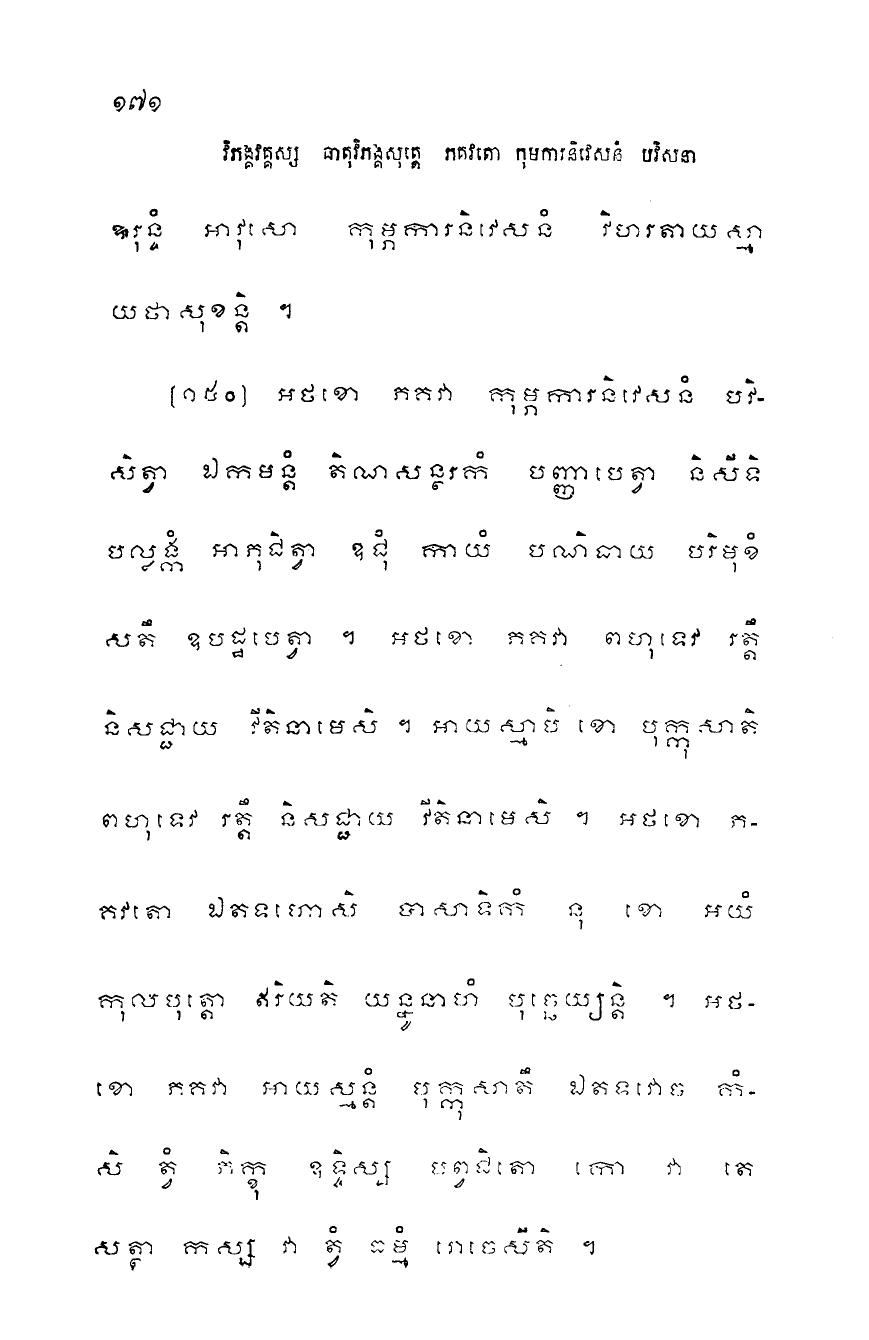 ១៧១
វិភង្គវគ្គស្ស ធាតុវិភង្គសុត្តេ ភគវតោ កុមការនិវេសនំ បវិសនា
ឧរុន្ទំ អាវុសោ កុម្ភការនិវេសនំ វិហរតាយស្មា
យថាសុខន្តិ ។
(១៥០) អថខោ ភគវា កុម្ភការនិវេសនំ បវិ-
សិត្វា ឯកមន្តំ តិណសន្ថរកំ បញ្ញាបេត្វា និសីទិ
បល្លង្កំ អាភុជិត្វា ឧជុំ កាយំ បណិធាយ បរិមុខំ
សតឹ ឧបដ្ឋបេត្វា ។ អថខោ ភគវា ពហុទេវ រត្តឹ
និសជ្ជាយ វីតិនាមេសិ ។ អាយស្មាបិ ខោ បុក្កុសាតិ
ពហុទេវ រត្តឹ និសជ្ជាយ វីតិនាមេសិ ។ អថខោ ភ-
គវតោ ឯតទហោសិ បាសាទិកំ នុ ខោ អយំ
កុលបុត្តោ ឥរិយតិ យន្នូនាហំ បុច្ឆេយ្យន្តិ ។ អថ-
ខោ ភគវា អាយស្មន្តំ បុក្កុសាតឹ ឯតទវោច កំ-
សិ ត្វំ ភិក្ខុ ឧទ្ទិស្ស បព្វជិតោ កោ វា តេ
សត្ថា កស្ស វា ត្វំ ធម្មំ រោចេសីតិ ។